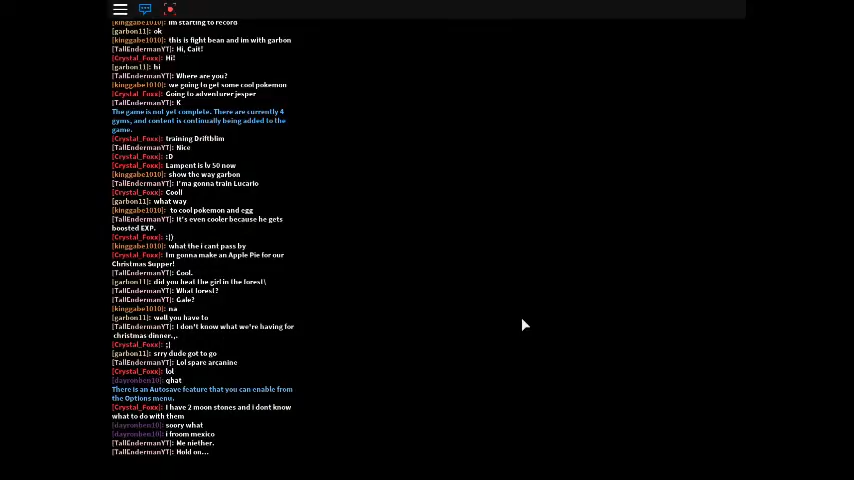 [kinggabe1010]: im starting to record
[garbon11]: ok
[kinggabe1010]: this is fight bean and im with garbon
[TallEndermanYT]: Hi, Cait!
[Crystal_Foxx]: Hi!
[garbon11]: hi
[TallEndermanYT]: Where are you?
[kinggabe1010]: we going to get some cool pokemon
[Crystal_Foxx]: Going to adventurer jesper
[TallEndermanYT]: K
The game is not yet complete. There are currently 4
gyms, and content is continually being added to the
game.
[Crystal_Foxx]: training Driftblim
[TallEndermanYT]: Nice
[Crystal_Foxx]: :D
[Crystal_Foxx]: Lampent is lv 50 now
[kinggabe1010]: show the way garbon
[TallEndermanYT]: I'ma gonna train Lucario
[Crystal_Foxx]: Cool!
[garbon11]: what way
[kinggabe1010]: to cool pokemon and egg
[TallEndermanYT]: It's even cooler because he gets
boosted EXP.
[Crystal_Foxx]: :|)
[kinggabe1010]: what the i cant pass by
[Crystal_Foxx]: I'm gonna make an Apple Pie for our
Christmas Supper!
[TallEndermanYT]: Cool.
[garbon11]: did you beat the girl in the forest\
[TallEndermanYT]: What forest?
[TallEndermanYT]: Gale?
[kinggabe1010]: na
[garbon11]: well you have to
[TallEndermanYT]: I don't know what we're having for
christmas dinner.,.
[Crystal_Foxx]: ;|
[garbon11]: srry dude got to go
[TallEndermanYT]: Lol spare arcanine
[Crystal_Foxx]: lol
[dayronben10]: qhat
There is an Autosave feature that you can enable from
the Options menu.
[Crystal_Foxx]: I have 2 moon stones and i dont know
what to do with them
[dayronben10]: soory what
[dayronben10]: i froom mexico
[TallEndermanYT]: Me niether.
[TallEndermanYT]: Hold on...